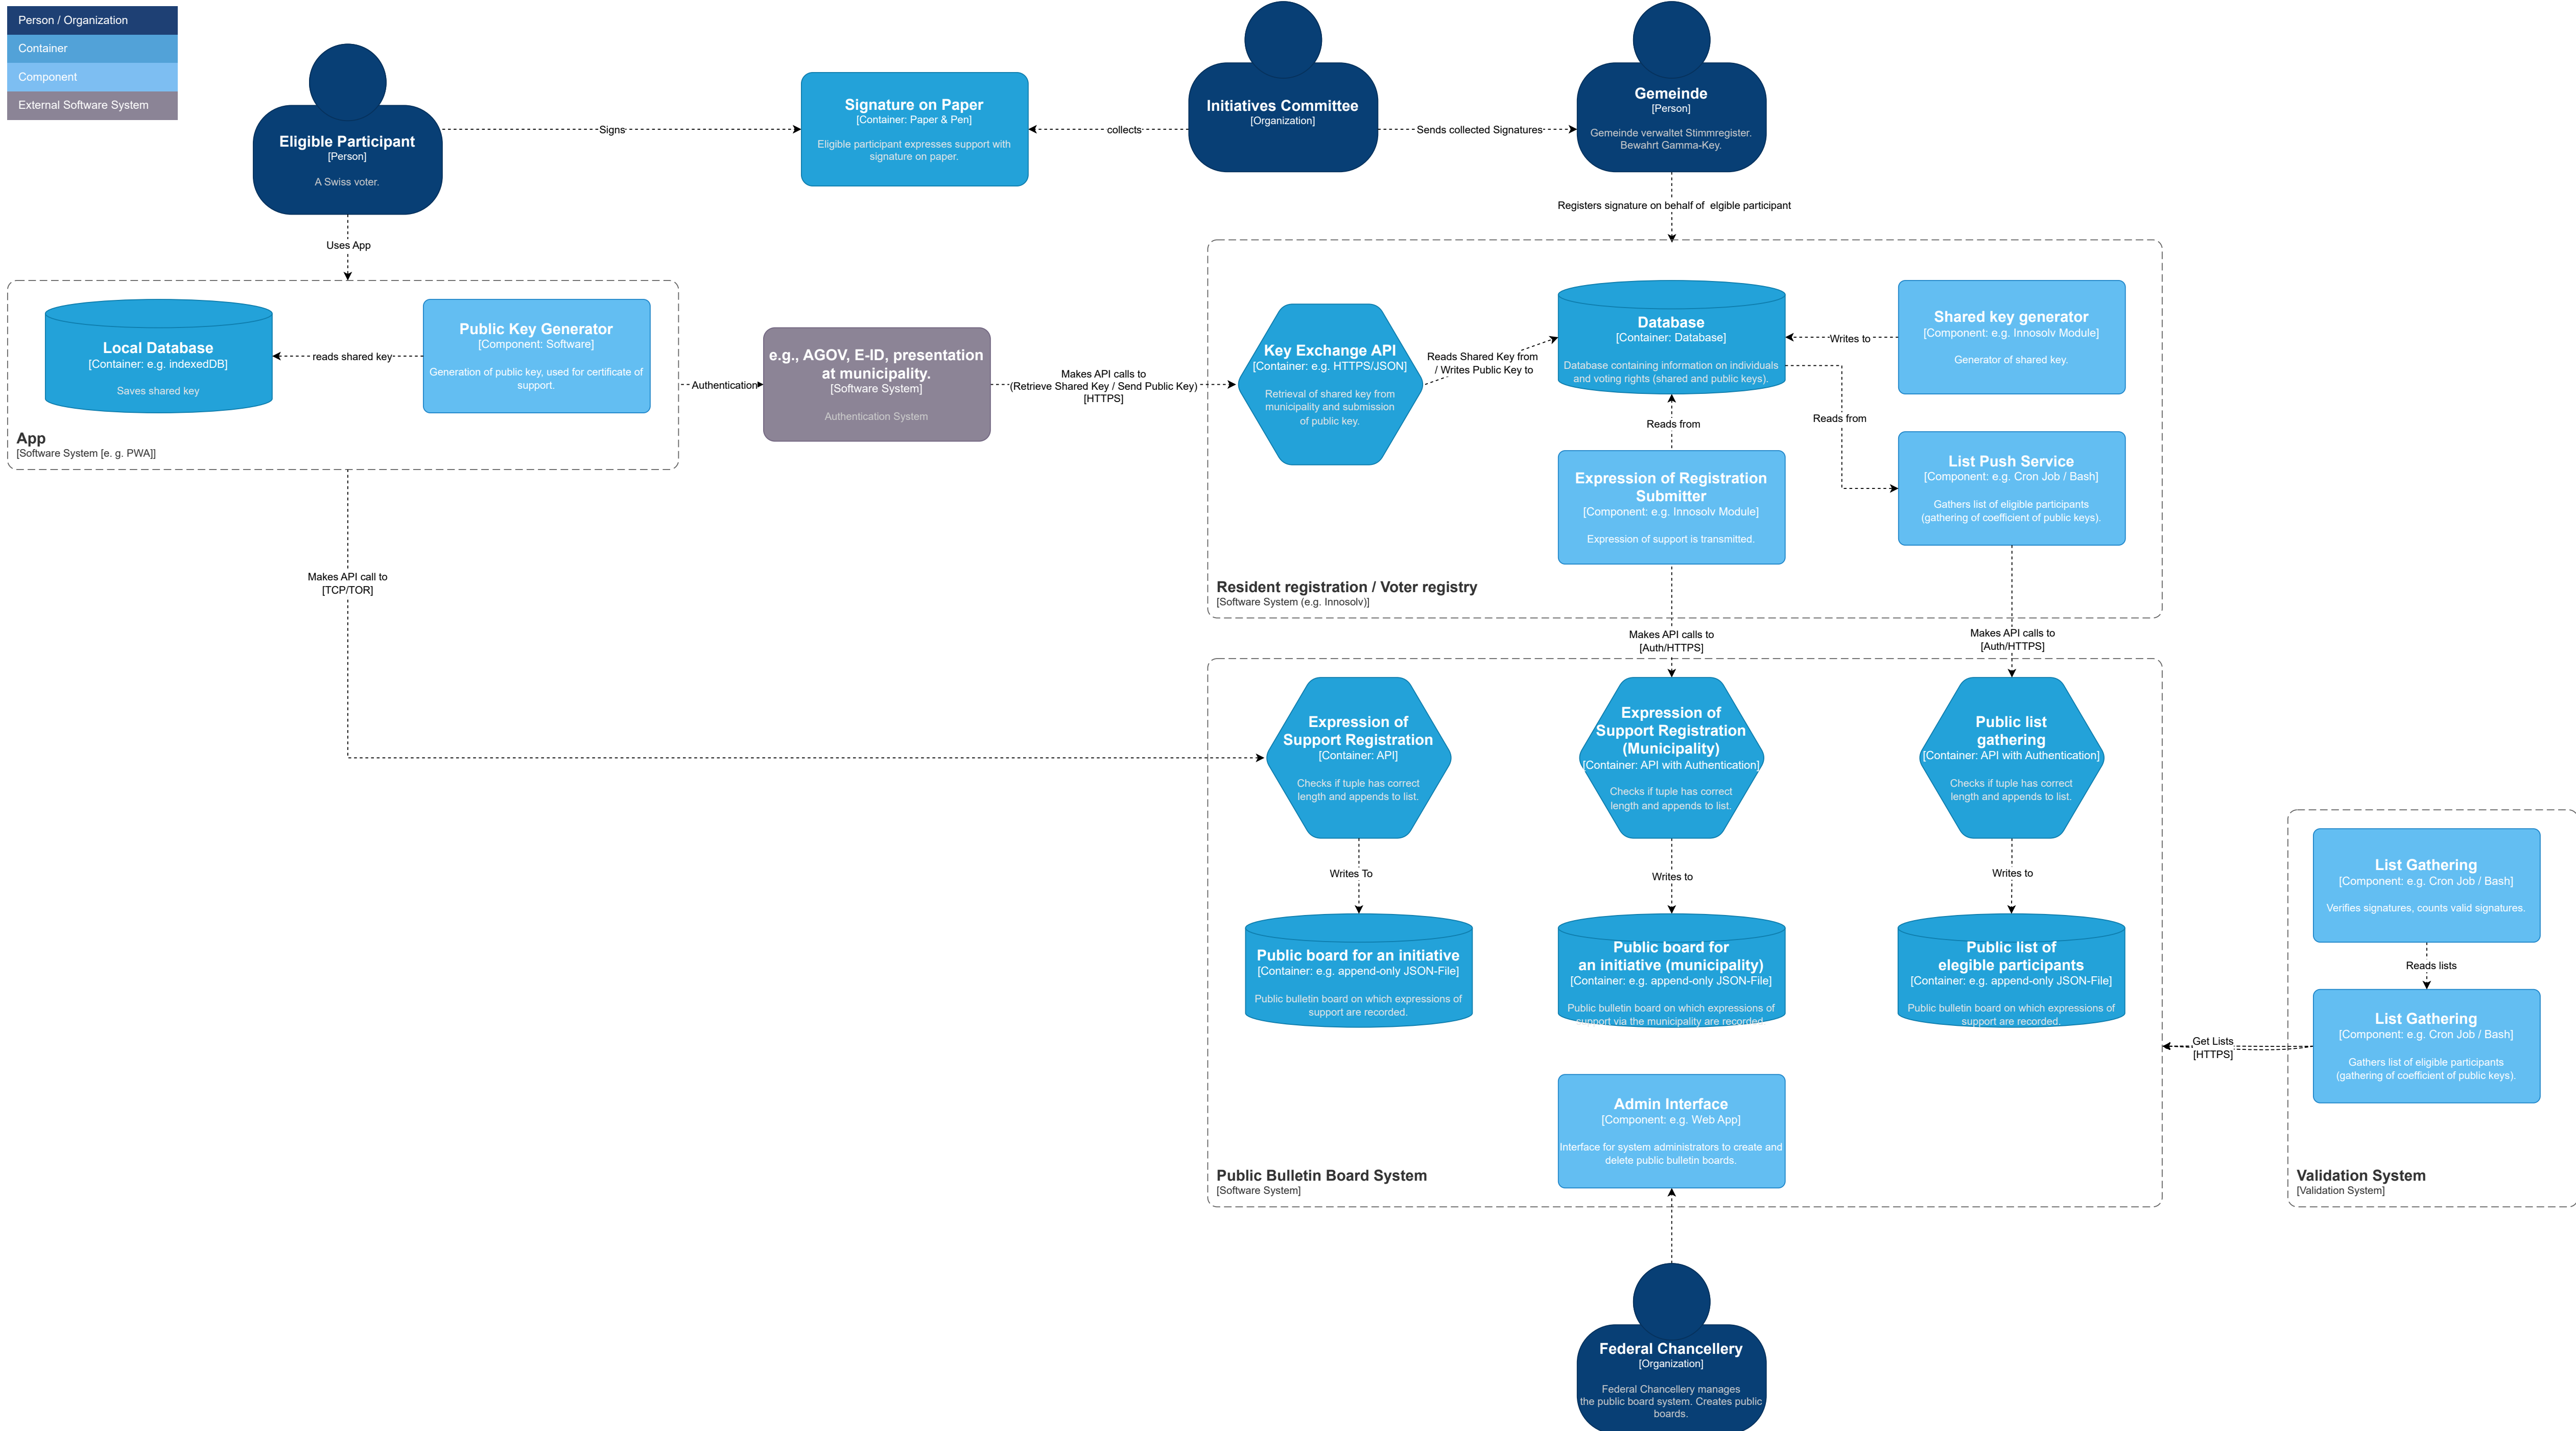 Person / Organization
Container
Component
External Software System
Eligible Participant
[Person]
A Swiss voter.
Signs
Signature on Paper
[Container: Paper & Pen]
Eligible participant expresses support with
signature on paper.
collects
Initiatives Committee
[Organization]
Sends collected Signatures
Gemeinde
[Person]
Gemeinde verwaltet Stimmregister.
Bewahrt Gamma-Key.
Uses App
Registers signature on behalf of elgible participant
Local Database
[Container: e.g. indexedDB]
Saves shared key
reads shared key
Public Key Generator
[Component: Software]
Generation of public key, used for certificate of
support.
App
[Software System [e. g. PWA]]
Authentication
e.g., AGOV, E-ID, presentation
at municipality.
[Software System]
Authentication System
Makes API calls to
(Retrieve Shared Key / Send Public Key)
[HTTPS]
Key Exchange API
[Container: e.g. HTTPS/JSON]
Retrieval of shared key from
municipality and submission
of public key.
Reads Shared Key from
/ Writes Public Key to
Database
[Container: Database]
Database containing information on individuals
and voting rights (shared and public keys).
Writes to
Shared key generator
[Component: e.g. Innosolv Module]
Generator of shared key.
Reads from
Reads from
Expression of Registration
Submitter
[Component: e.g. Innosolv Module]
Expression of support is transmitted.
List Push Service
[Component: e.g. Cron Job / Bash]
Gathers list of eligible participants
(gathering of coefficient of public keys).
Resident registration / Voter registry
[Software System (e.g. Innosolv)]
Makes API call to
[TCP/TOR]
Makes API calls to
[Auth/HTTPS]
Makes API calls to
[Auth/HTTPS]
Expression of
Support Registration
[Container: API]
Checks if tuple has correct
length and appends to list.
Expression of
Support Registration
(Municipality)
[Container: API with Authentication]
Checks if tuple has correct
length and appends to list.
Public list
gathering
[Container: API with Authentication]
Checks if tuple has correct
length and appends to list.
Writes To
Writes to
Writes to
Public board for an initiative
[Container: e.g. append-only JSON-File]
Public bulletin board on which expressions of
support are recorded.
Public board for
an initiative (municipality)
[Container: e.g. append-only JSON-File]
Public bulletin board on which expressions of
support via the municipality are recorded.
Public list of
elegible participants
[Container: e.g. append-only JSON-File]
Public bulletin board on which expressions of
support are recorded.
Admin Interface
[Component: e.g. Web App]
Interface for system administrators to create and
delete public bulletin boards.
Public Bulletin Board System
[Software System]
Get Lists
[HTTPS]
List Gathering
[Component: e.g. Cron Job / Bash]
Verifies signatures, counts valid signatures.
Reads lists
List Gathering
[Component: e.g. Cron Job / Bash]
Gathers list of eligible participants
(gathering of coefficient of public keys).
Validation System
[Validation System]
Federal Chancellery
[Organization]
Federal Chancellery manages
the public board system. Creates public
boards.